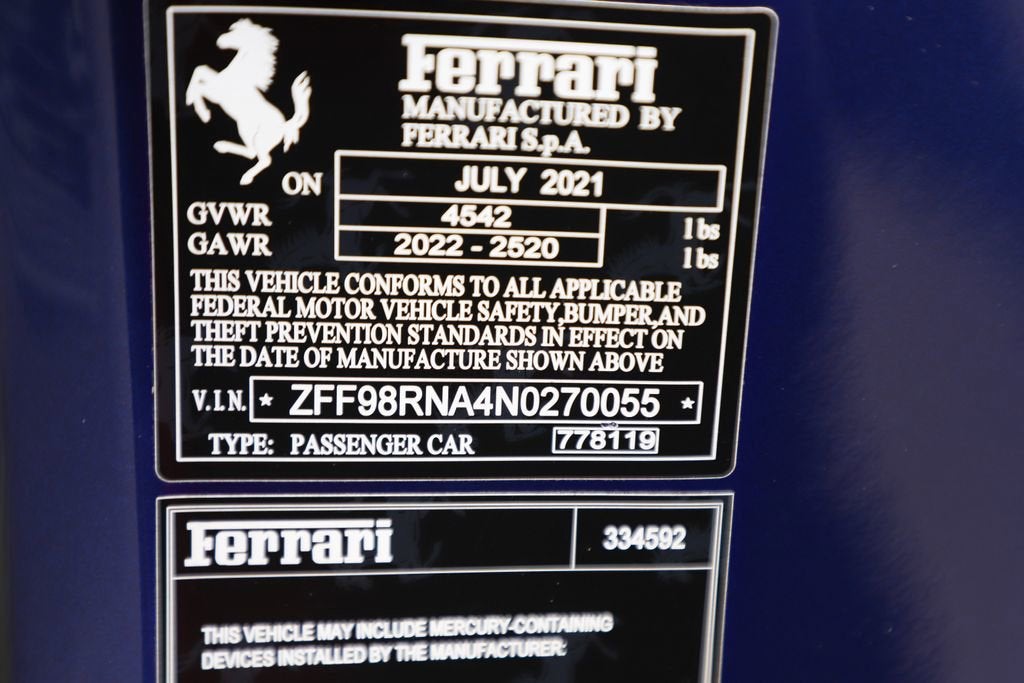 Ferrari
MANUFACTURED BY
FERRARI S.p.A.
ON JULY 2021
GVWR 4542 lbs
GAWR 2022 - 2520 lbs
THIS VEHICLE CONFORMS TO ALL APPLICABLE
FEDERAL MOTOR VEHICLE SAFETY,BUMPER,AND
THEFT PREVENTION STANDARDS IN EFFECT ON
THE DATE OF MANUFACTURE SHOWN ABOVE
V.I.N. * ZFF98RNA4N0270055 *
TYPE: PASSENGER CAR 778119
Ferrari 334592
THIS VEHICLE MAY INCLUDE MERCURY-CONTAINING
DEVICES INSTALLED BY THE MANUFACTURER: